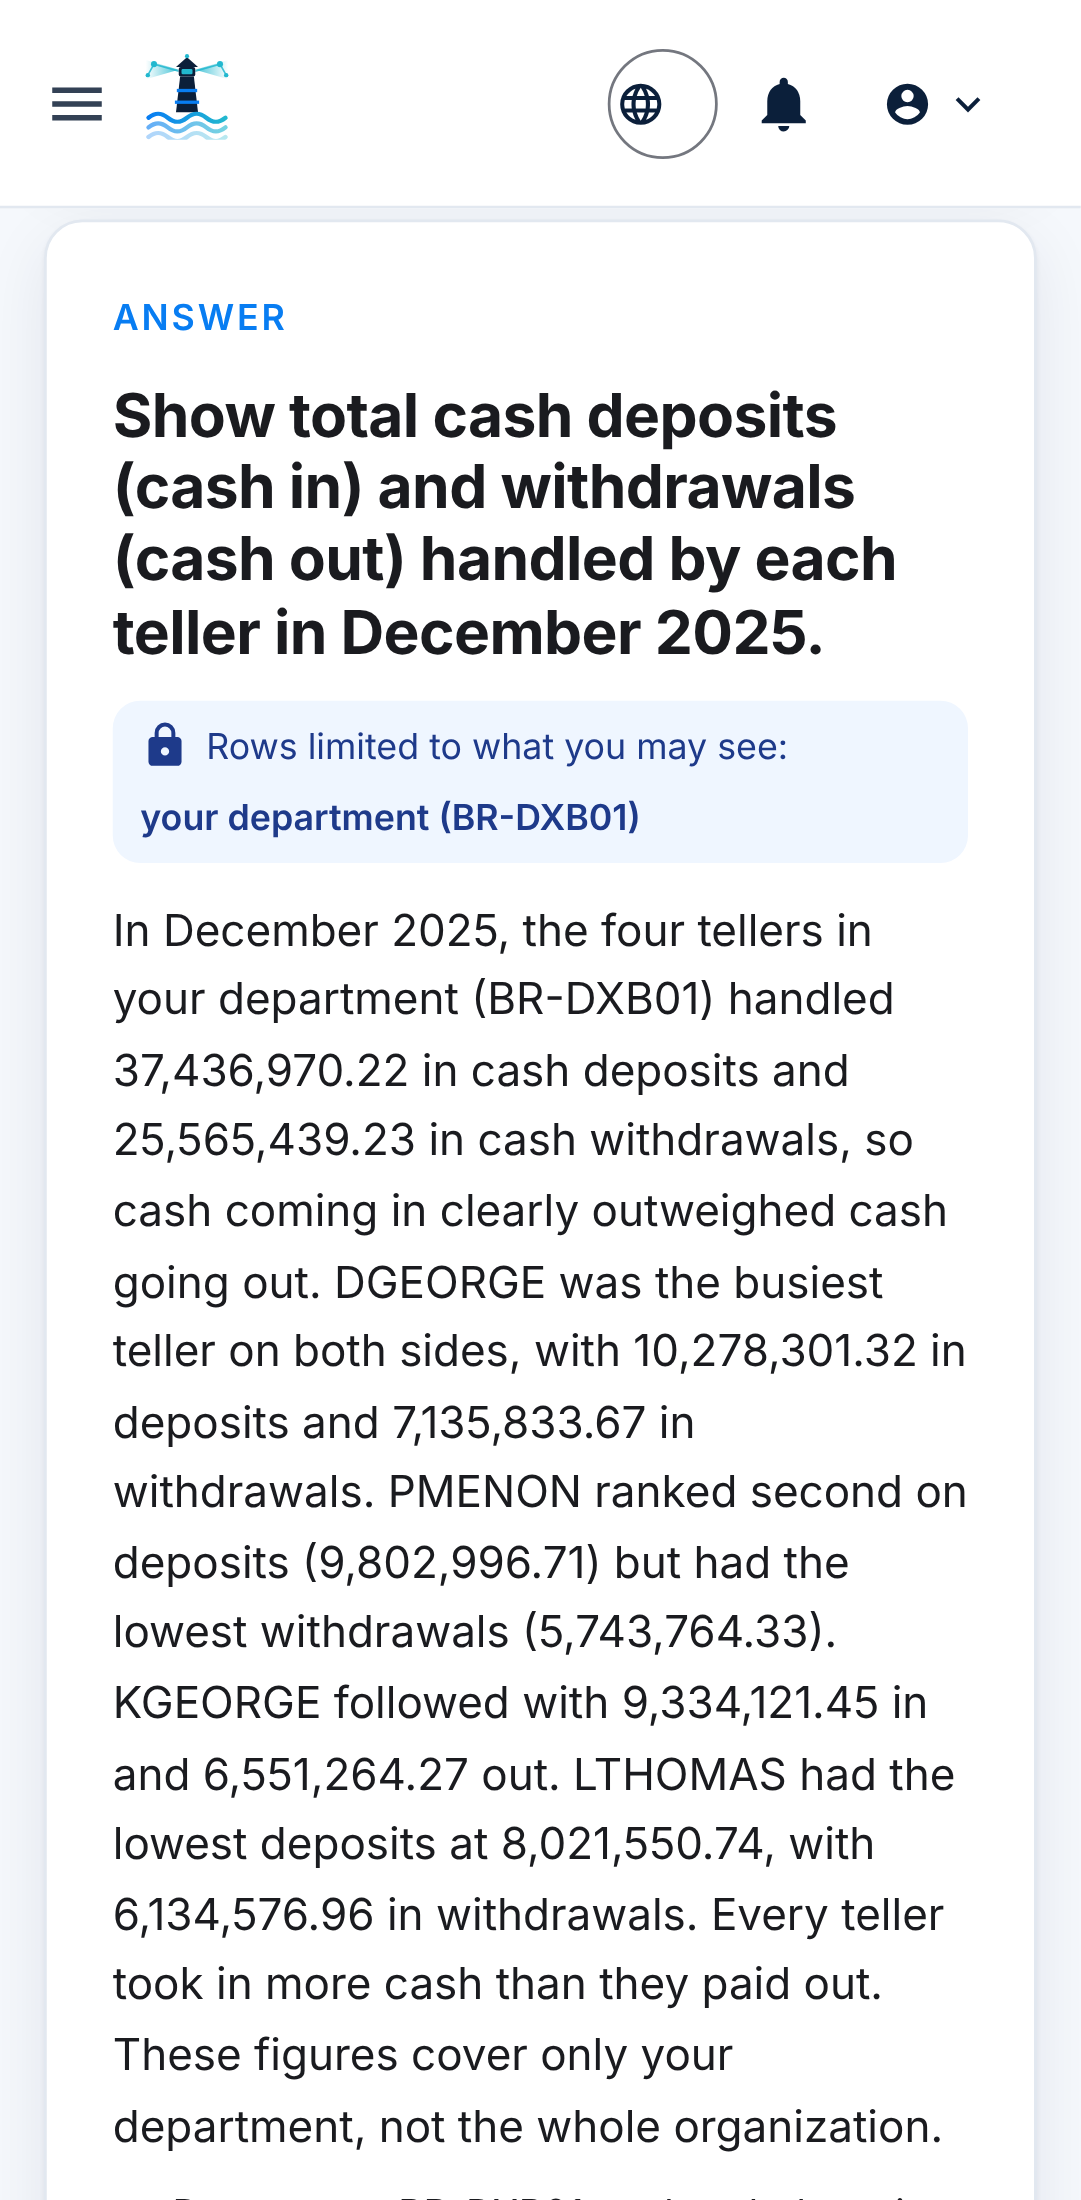 ANSWER
Show total cash deposits
(cash in) and withdrawals
(cash out) handled by each
teller in December 2025.
Rows limited to what you may see:
your department (BR-DXB01)
In December 2025, the four tellers in
your department (BR-DXB01) handled
37,436,970.22 in cash deposits and
25,565,439.23 in cash withdrawals, so
cash coming in clearly outweighed cash
going out. DGEORGE was the busiest
teller on both sides, with 10,278,301.32 in
deposits and 7,135,833.67 in
withdrawals. PMENON ranked second on
deposits (9,802,996.71) but had the
lowest withdrawals (5,743,764.33).
KGEORGE followed with 9,334,121.45 in
and 6,551,264.27 out. LTHOMAS had the
lowest deposits at 8,021,550.74, with
6,134,576.96 in withdrawals. Every teller
took in more cash than they paid out.
These figures cover only your
department, not the whole organization.